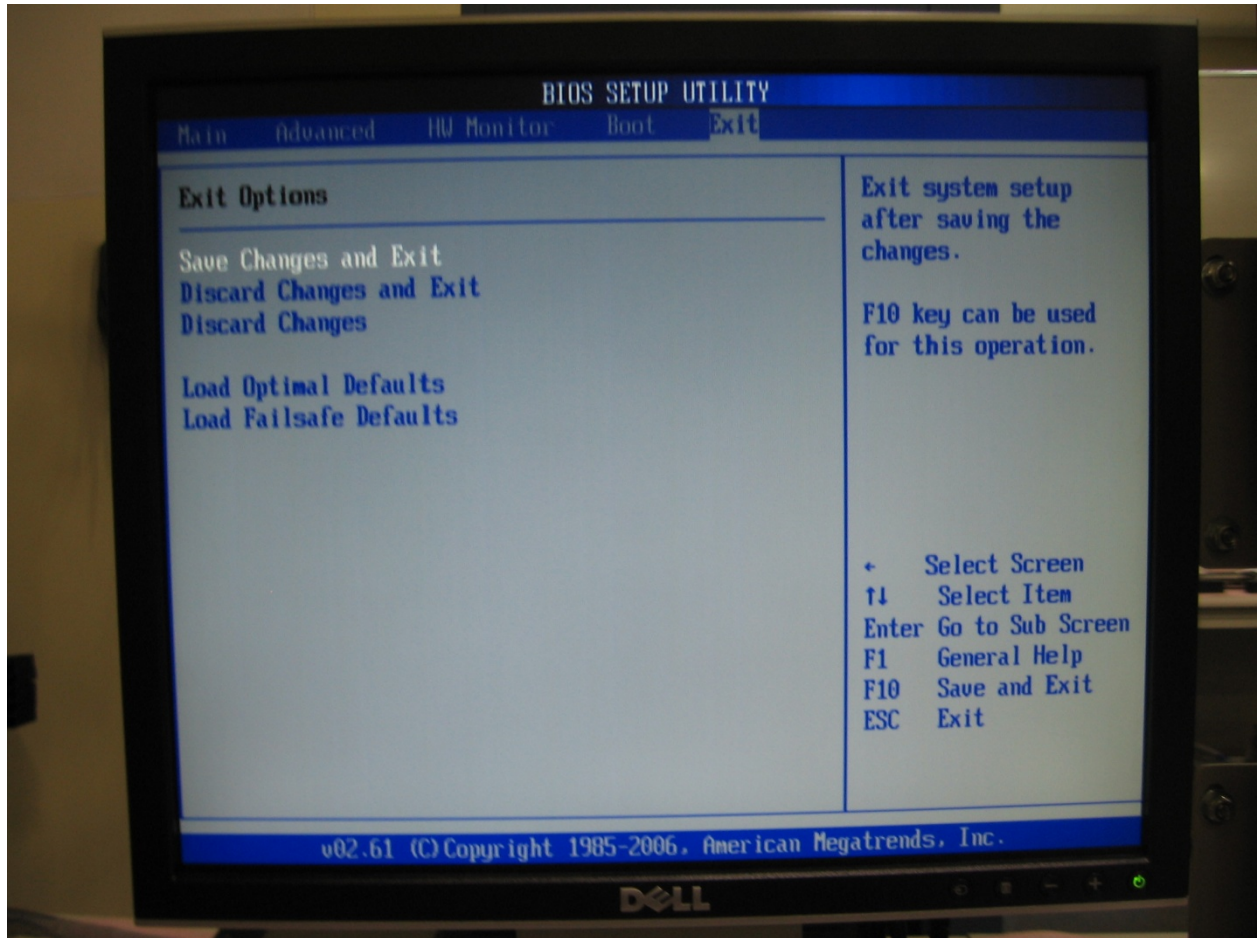 BIOS SETUP UTILITY
Main Advanced HW Monitor Boot Exit
Exit Options
Save Changes and Exit
Discard Changes and Exit
Discard Changes
Load Optimal Defaults
Load Failsafe Defaults
Exit system setup
after saving the
changes.
F10 key can be used
for this operation.
← Select Screen
↑↓ Select Item
Enter Go to Sub Screen
F1 General Help
F10 Save and Exit
ESC Exit
v02.61 (C)Copyright 1985-2006, American Megatrends, Inc.
DELL